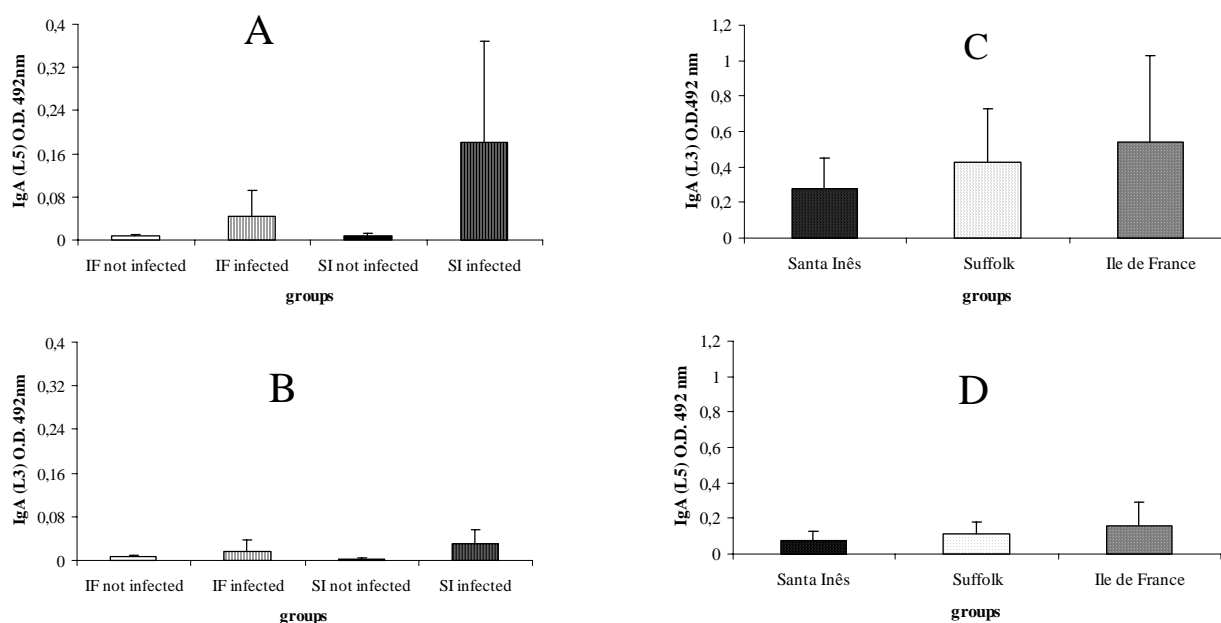 A
IgA (L5) O.D. 492nm
0,4
0,32
0,24
0,16
0,08
0
IF not infected IF infected SI not infected SI infected
groups
B
IgA (L3) O.D. 492nm
0,4
0,32
0,24
0,16
0,08
0
IF not infected IF infected SI not infected SI infected
groups
C
IgA (L3) O.D.492 nm
1,2
1
0,8
0,6
0,4
0,2
0
Santa Inês Suffolk Ile de France
groups
D
IgA (L5) O.D. 492 nm
1,2
1
0,8
0,6
0,4
0,2
0
Santa Inês Suffolk Ile de France
groups